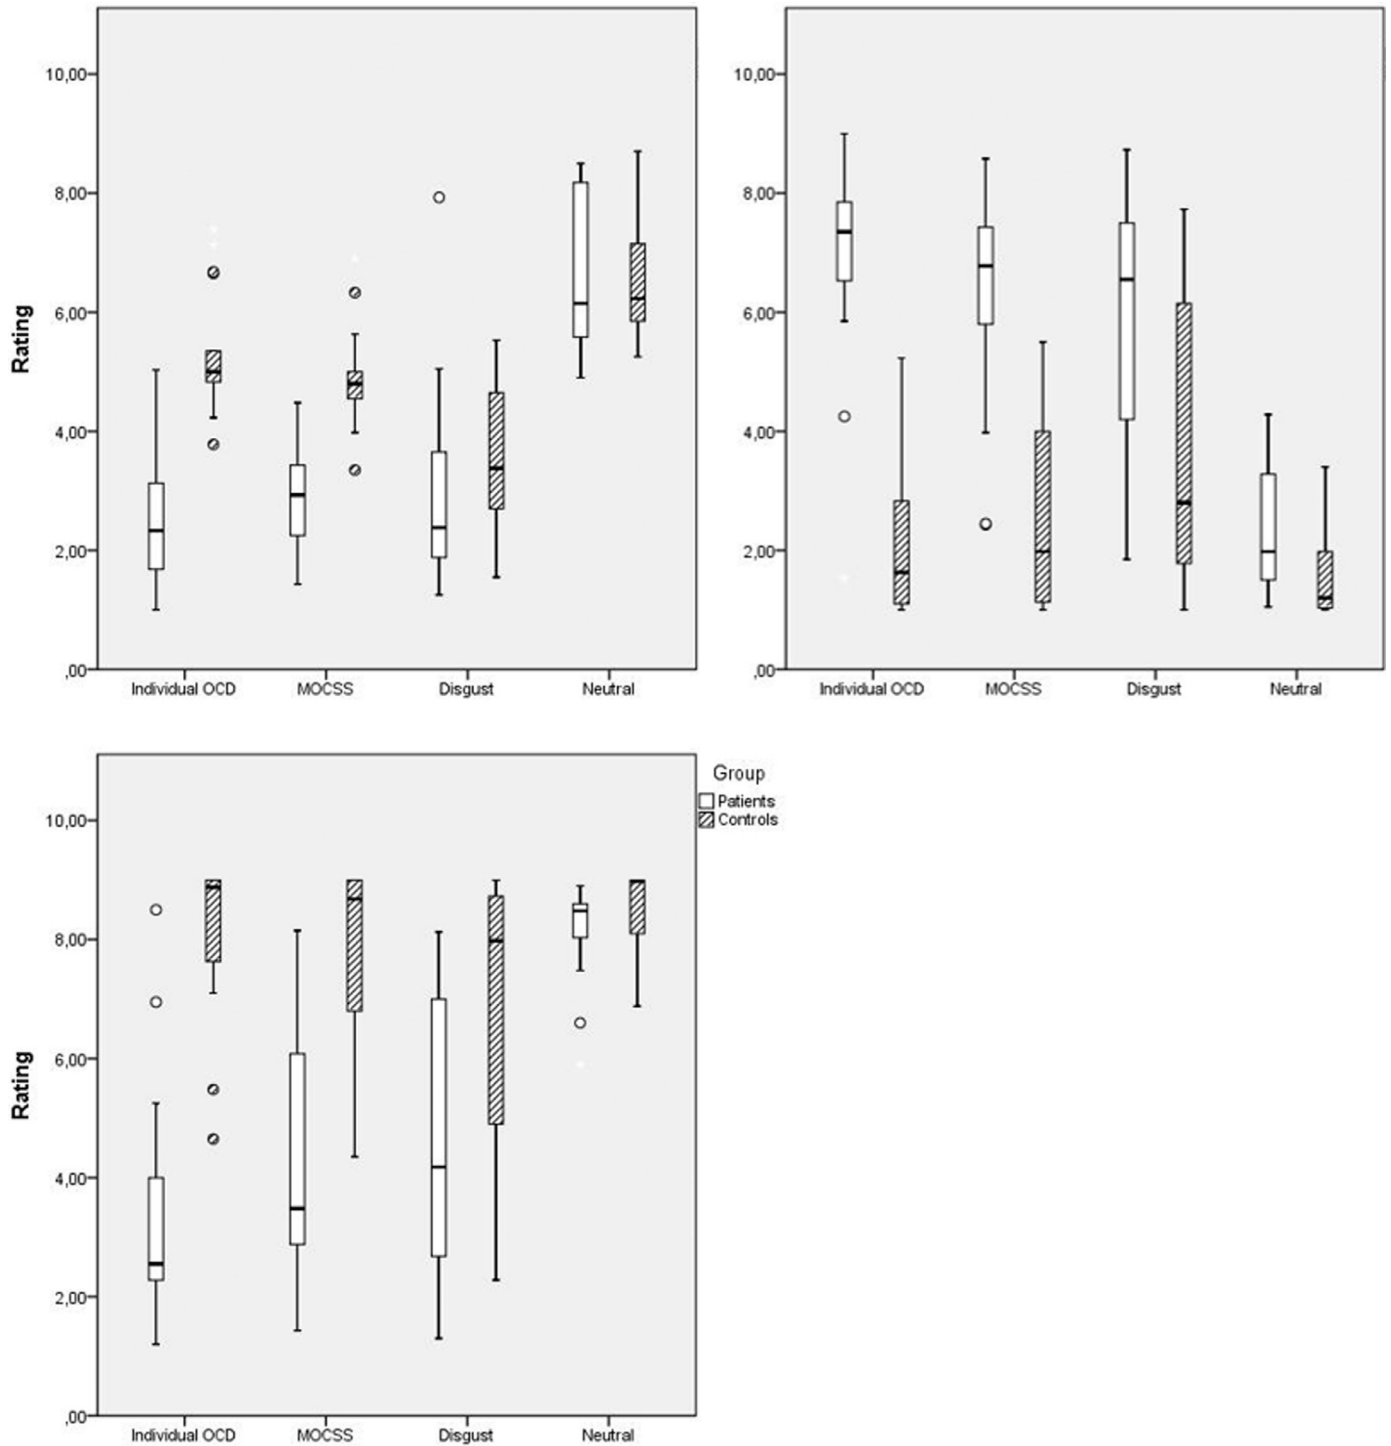 10,00
8,00
6,00
4,00
2,00
,00
Rating
Individual OCD MOCSS Disgust Neutral
10,00
8,00
6,00
4,00
2,00
,00
Individual OCD MOCSS Disgust Neutral
10,00
8,00
6,00
4,00
2,00
,00
Rating
Individual OCD MOCSS Disgust Neutral
Group
Patients
Controls